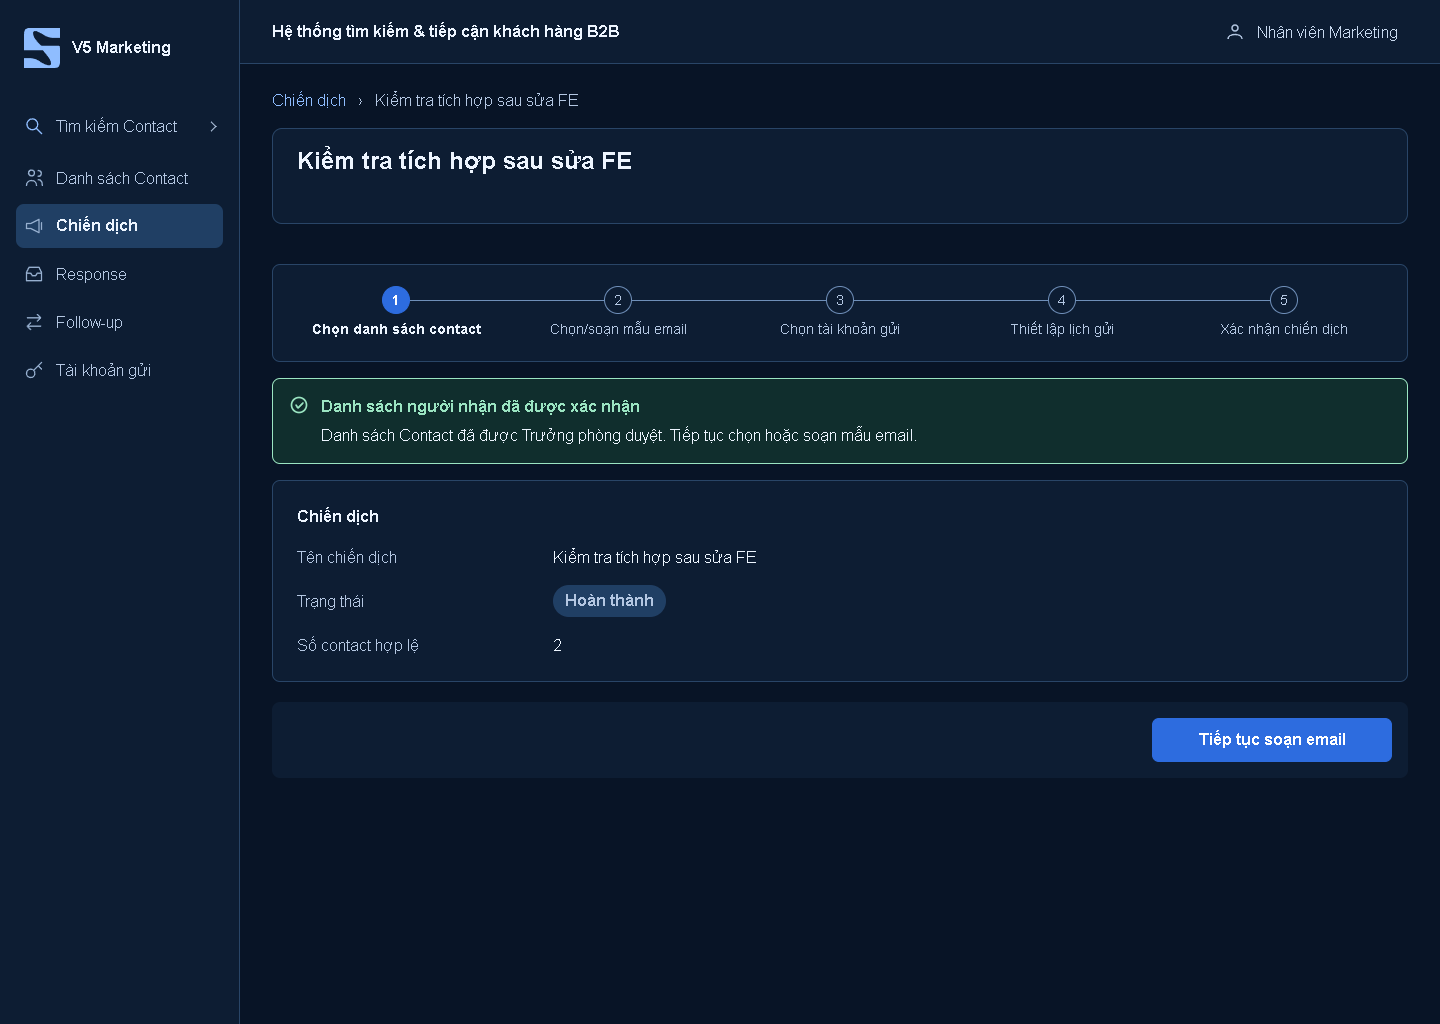 V5 Marketing
Hệ thống tìm kiếm & tiếp cận khách hàng B2B
Nhân viên Marketing
Tìm kiếm Contact
Danh sách Contact
Chiến dịch
Response
Follow-up
Tài khoản gửi
Chiến dịch › Kiểm tra tích hợp sau sửa FE
Kiểm tra tích hợp sau sửa FE
1 2 3 4 5
Chọn danh sách contact Chọn/soạn mẫu email Chọn tài khoản gửi Thiết lập lịch gửi Xác nhận chiến dịch
Danh sách người nhận đã được xác nhận
Danh sách Contact đã được Trưởng phòng duyệt. Tiếp tục chọn hoặc soạn mẫu email.
Chiến dịch
Tên chiến dịch Kiểm tra tích hợp sau sửa FE
Trạng thái Hoàn thành
Số contact hợp lệ 2
Tiếp tục soạn email